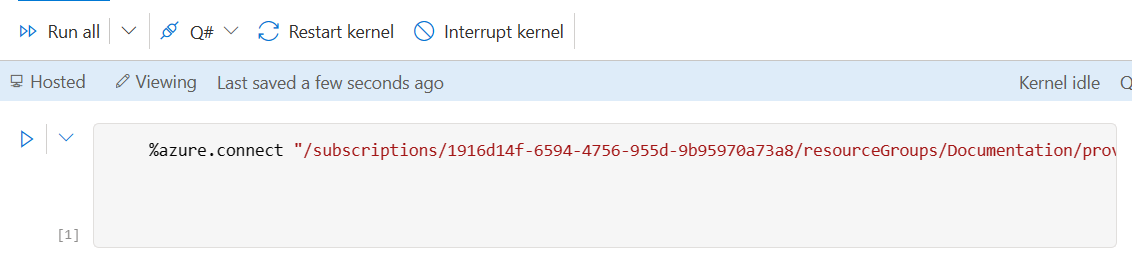 Run all Q# Restart kernel Interrupt kernel
Hosted Viewing Last saved a few seconds ago Kernel idle Q
%azure.connect "/subscriptions/1916d14f-6594-4756-955d-9b95970a73a8/resourceGroups/Documentation/prov
[1]